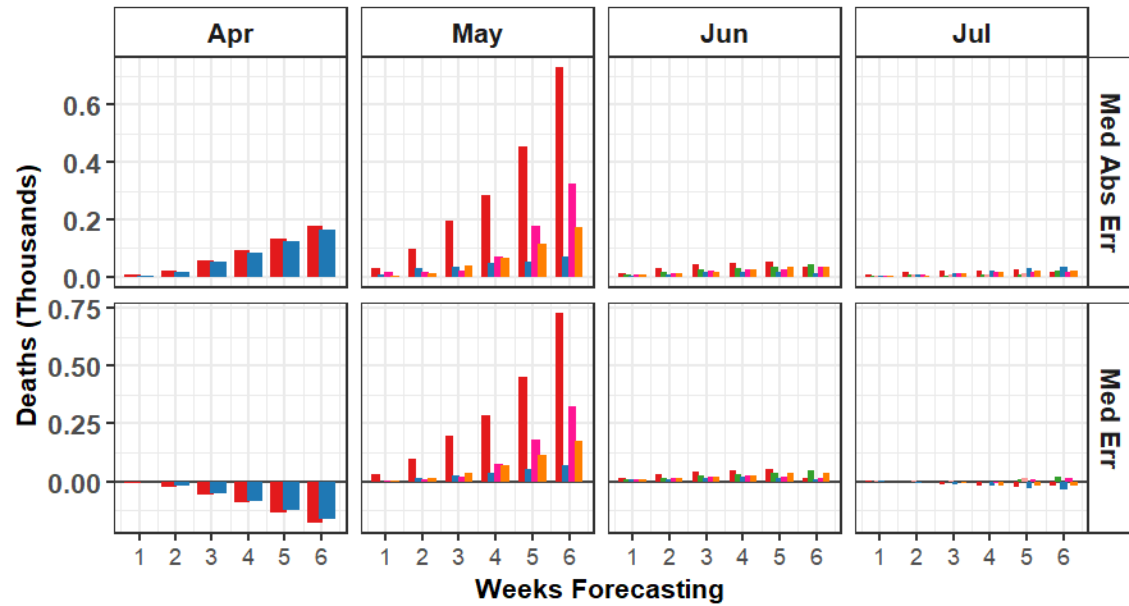 Apr May Jun Jul
0.6
0.4
0.2
0.0
Med Abs Err
0.75
0.50
0.25
0.00
Med Err
Deaths (Thousands)
1 2 3 4 5 6 1 2 3 4 5 6 1 2 3 4 5 6 1 2 3 4 5 6
Weeks Forecasting